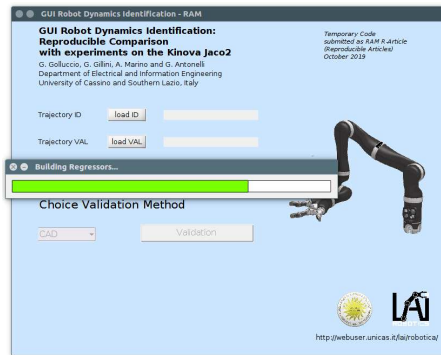 GUI Robot Dynamics Identification - RAM
GUI Robot Dynamics Identification:
Reproducible Comparison
with experiments on the Kinova Jaco2
G. Golluccio, G. Gillini, A. Marino and G. Antonelli
Department of Electrical and Information Engineering
University of Cassino and Southern Lazio, Italy
Temporary Code
submitted as RAM R-Article
(Reproducible Articles)
October 2019
Trajectory ID
load ID
Trajectory VAL
load VAL
Building Regressors...
Choice Validation Method
CAD
Validation
LAI
ROBOTICS
http://webuser.unicas.it/lai/robotica/